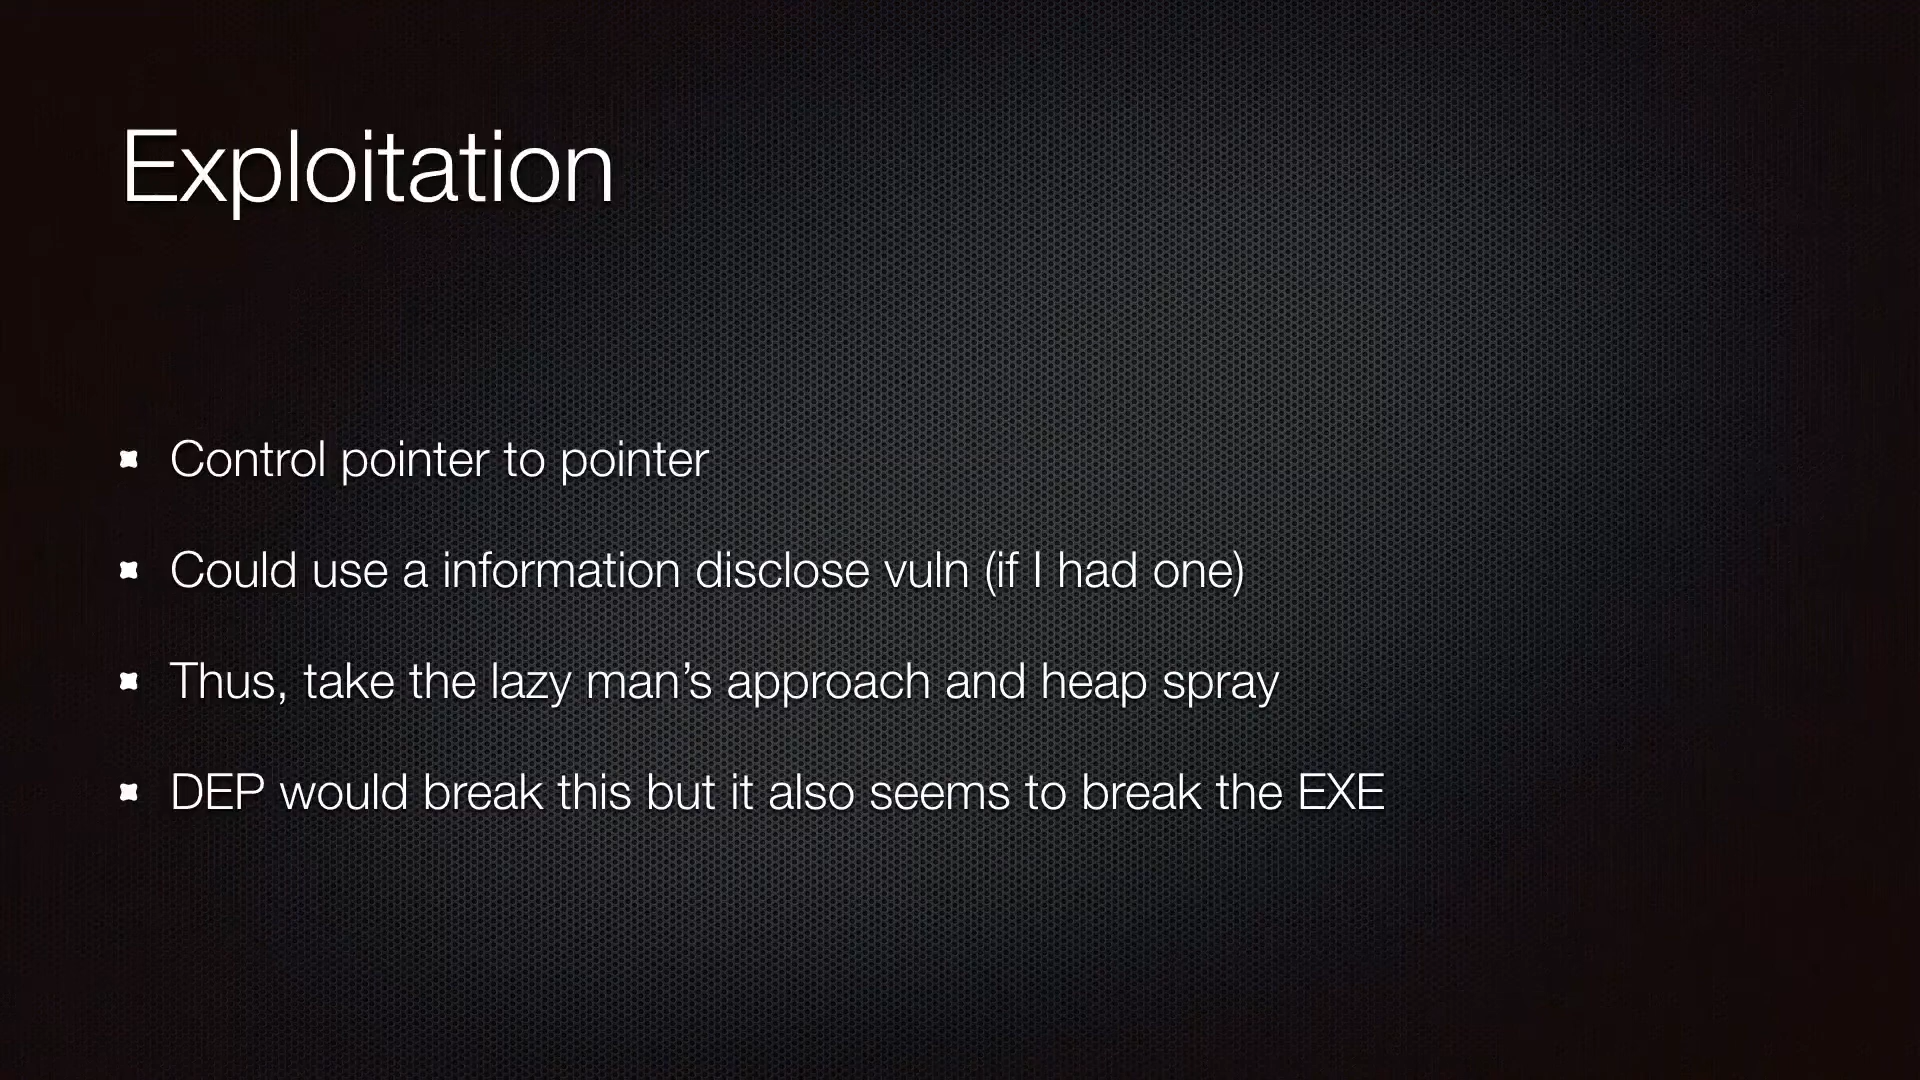 Exploitation
Control pointer to pointer
Could use a information disclose vuln (if I had one)
Thus, take the lazy man’s approach and heap spray
DEP would break this but it also seems to break the EXE